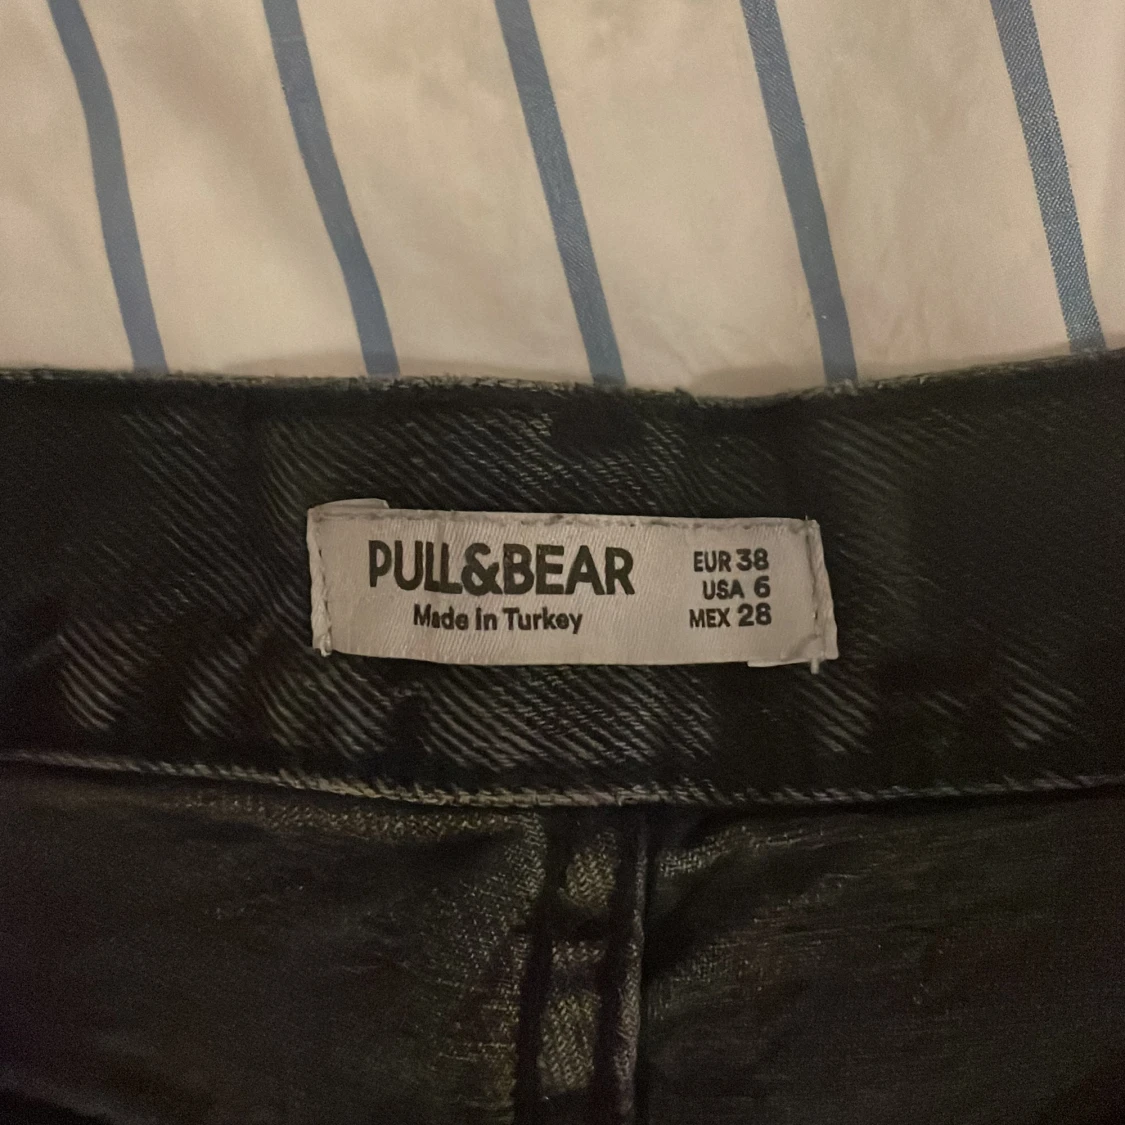 PULL&BEAR
Made in Turkey
EUR 38
USA 6
MEX 28